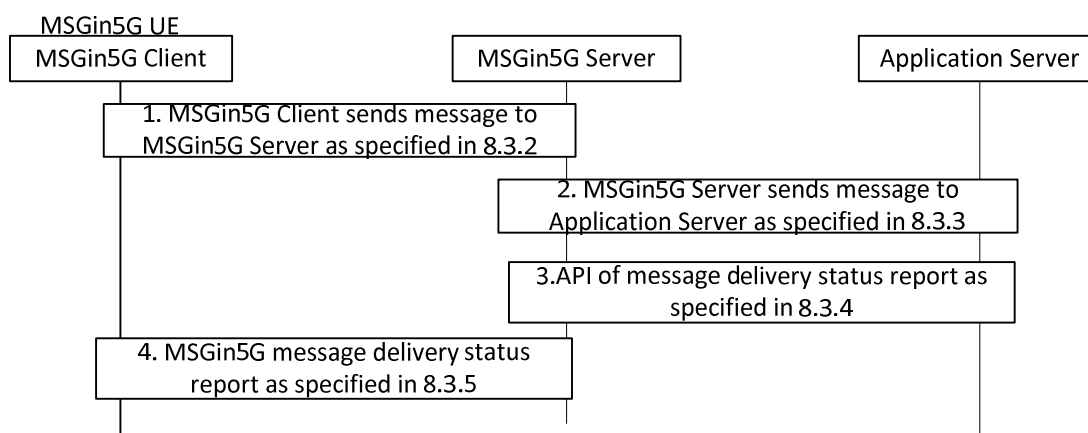 MSGin5G UE
MSGin5G Client
MSGin5G Server
Application Server
1. MSGin5G Client sends message to
MSGin5G Server as specified in 8.3.2
2. MSGin5G Server sends message to
Application Server as specified in 8.3.3
3.API of message delivery status report as
specified in 8.3.4
4. MSGin5G message delivery status
report as specified in 8.3.5